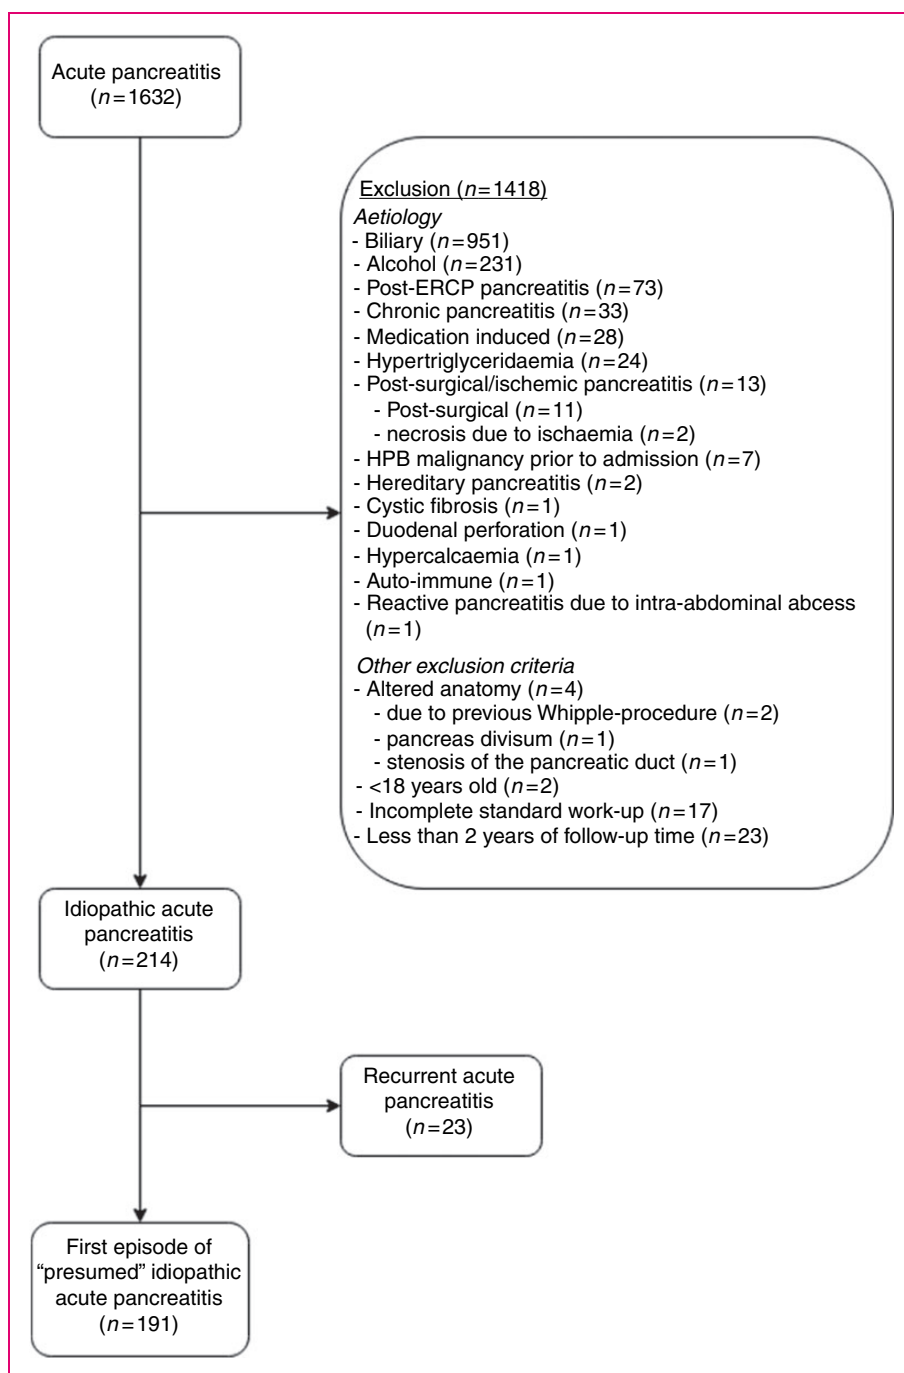 Acute pancreatitis
(n=1632)
Exclusion (n=1418)
Aetiology
- Biliary (n=951)
- Alcohol (n=231)
- Post-ERCP pancreatitis (n=73)
- Chronic pancreatitis (n=33)
- Medication induced (n=28)
- Hypertriglyceridaemia (n=24)
- Post-surgical/ischemic pancreatitis (n=13)
- Post-surgical (n=11)
- necrosis due to ischaemia (n=2)
- HPB malignancy prior to admission (n=7)
- Hereditary pancreatitis (n=2)
- Cystic fibrosis (n=1)
- Duodenal perforation (n=1)
- Hypercalcaemia (n=1)
- Auto-immune (n=1)
- Reactive pancreatitis due to intra-abdominal abcess
(n=1)
Other exclusion criteria
- Altered anatomy (n=4)
- due to previous Whipple-procedure (n=2)
- pancreas divisum (n=1)
- stenosis of the pancreatic duct (n=1)
- <18 years old (n=2)
- Incomplete standard work-up (n=17)
- Less than 2 years of follow-up time (n=23)
Idiopathic acute
pancreatitis
(n=214)
Recurrent acute
pancreatitis
(n=23)
First episode of
“presumed” idiopathic
acute pancreatitis
(n=191)